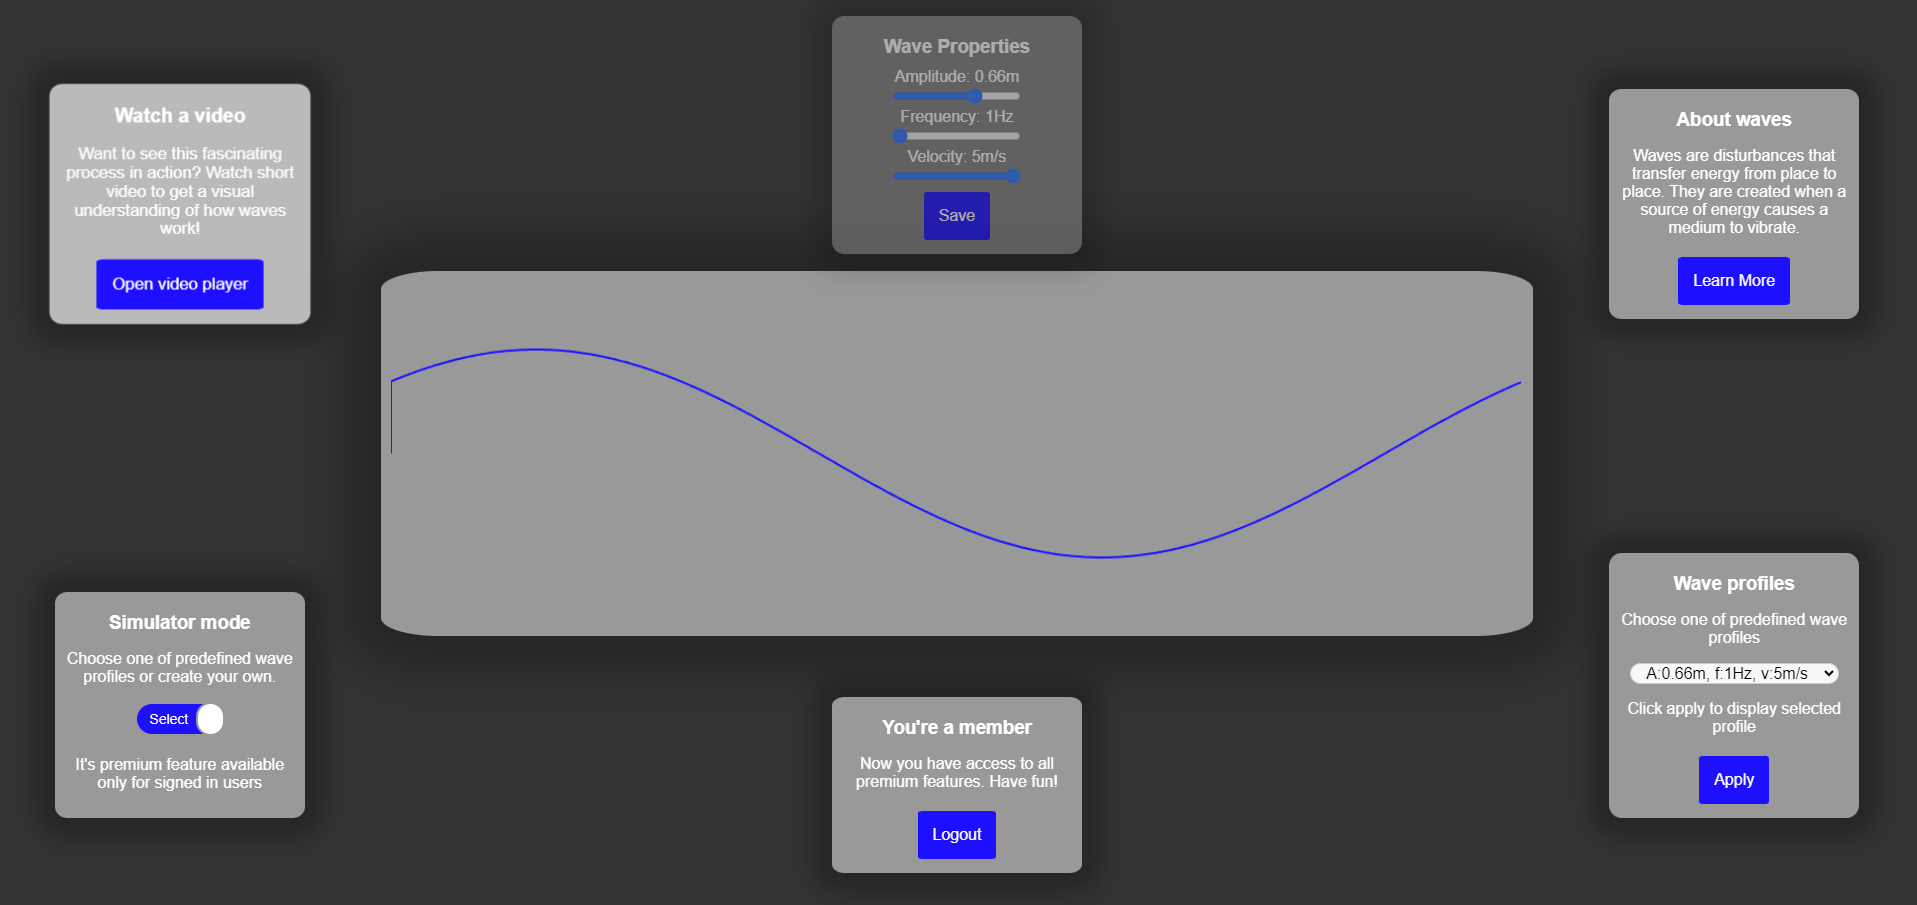 Wave Properties
Amplitude: 0.66m
Frequency: 1Hz
Velocity: 5m/s
Save
Watch a video
Want to see this fascinating
process in action? Watch short
video to get a visual
understanding of how waves
work!
Open video player
About waves
Waves are disturbances that
transfer energy from place to
place. They are created when a
source of energy causes a
medium to vibrate.
Learn More
Simulator mode
Choose one of predefined wave
profiles or create your own.
Select
It's premium feature available
only for signed in users
You're a member
Now you have access to all
premium features. Have fun!
Logout
Wave profiles
Choose one of predefined wave
profiles
A:0.66m, f:1Hz, v:5m/s
Click apply to display selected
profile
Apply